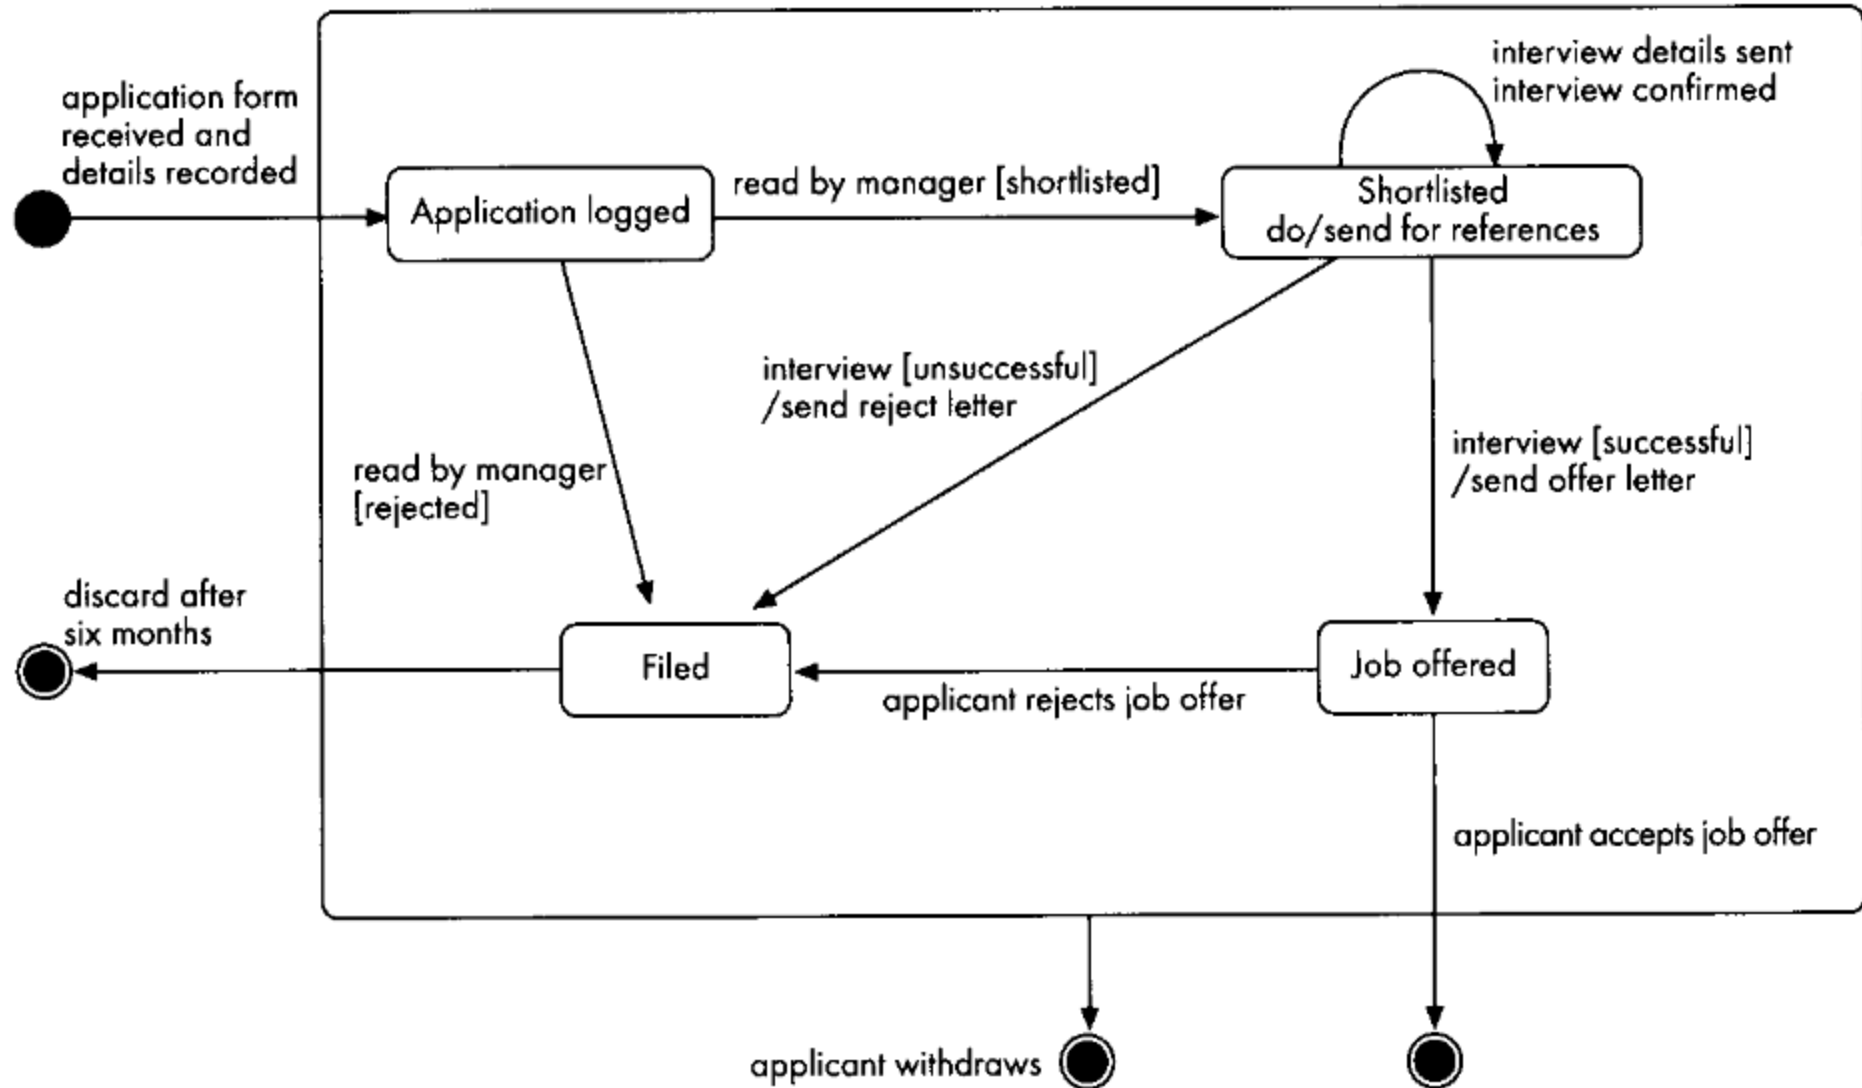 interview details sent
interview confirmed
application form
received and
details recorded
Application logged
read by manager [shortlisted]
Shortlisted
do/send for references
interview [unsuccessful]
/send reject letter
interview [successful]
/send offer letter
read by manager
[rejected]
discard after
six months
Filed
applicant rejects job offer
Job offered
applicant accepts job offer
applicant withdraws